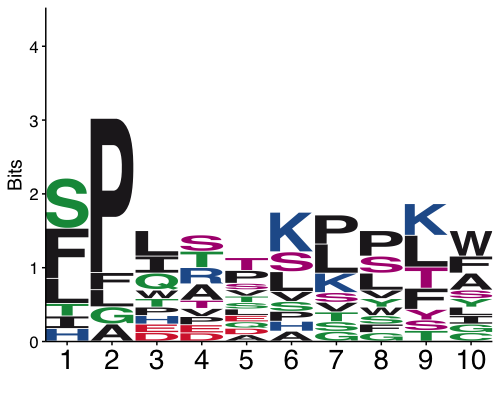 Bits
4
3
2
1
0
S F L T I H
P F L G A
L I Q W T P H E
S T R A T V E D
T P
K S L V T P H A
P L K S V T G
P S L V Y W S F G
K L T F Y S T
W F A S Y L
1 2 3 4 5 6 7 8 9 10